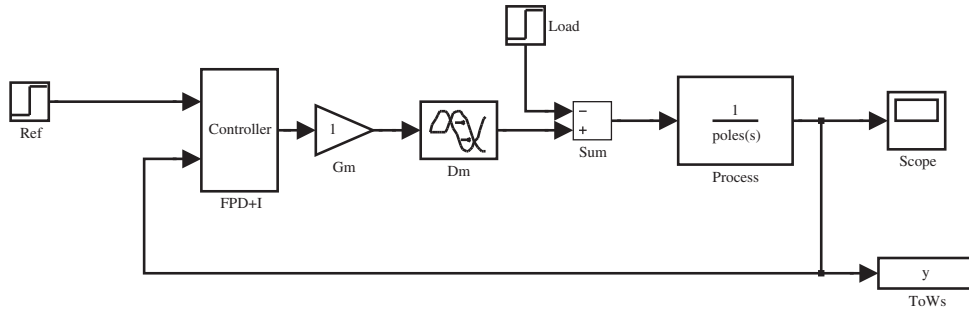 Load
Ref
Controller
FPD+I
1
Gm
Dm
−
+
Sum
1
poles(s)
Process
Scope
y
ToWs